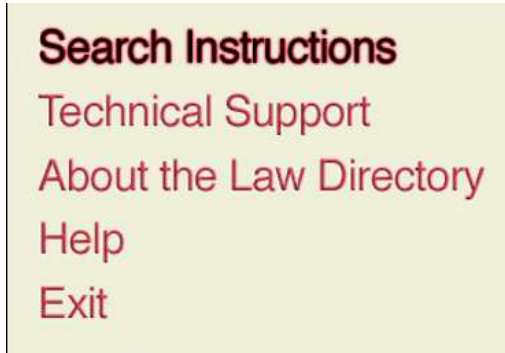 Search Instructions
Technical Support
About the Law Directory
Help
Exit